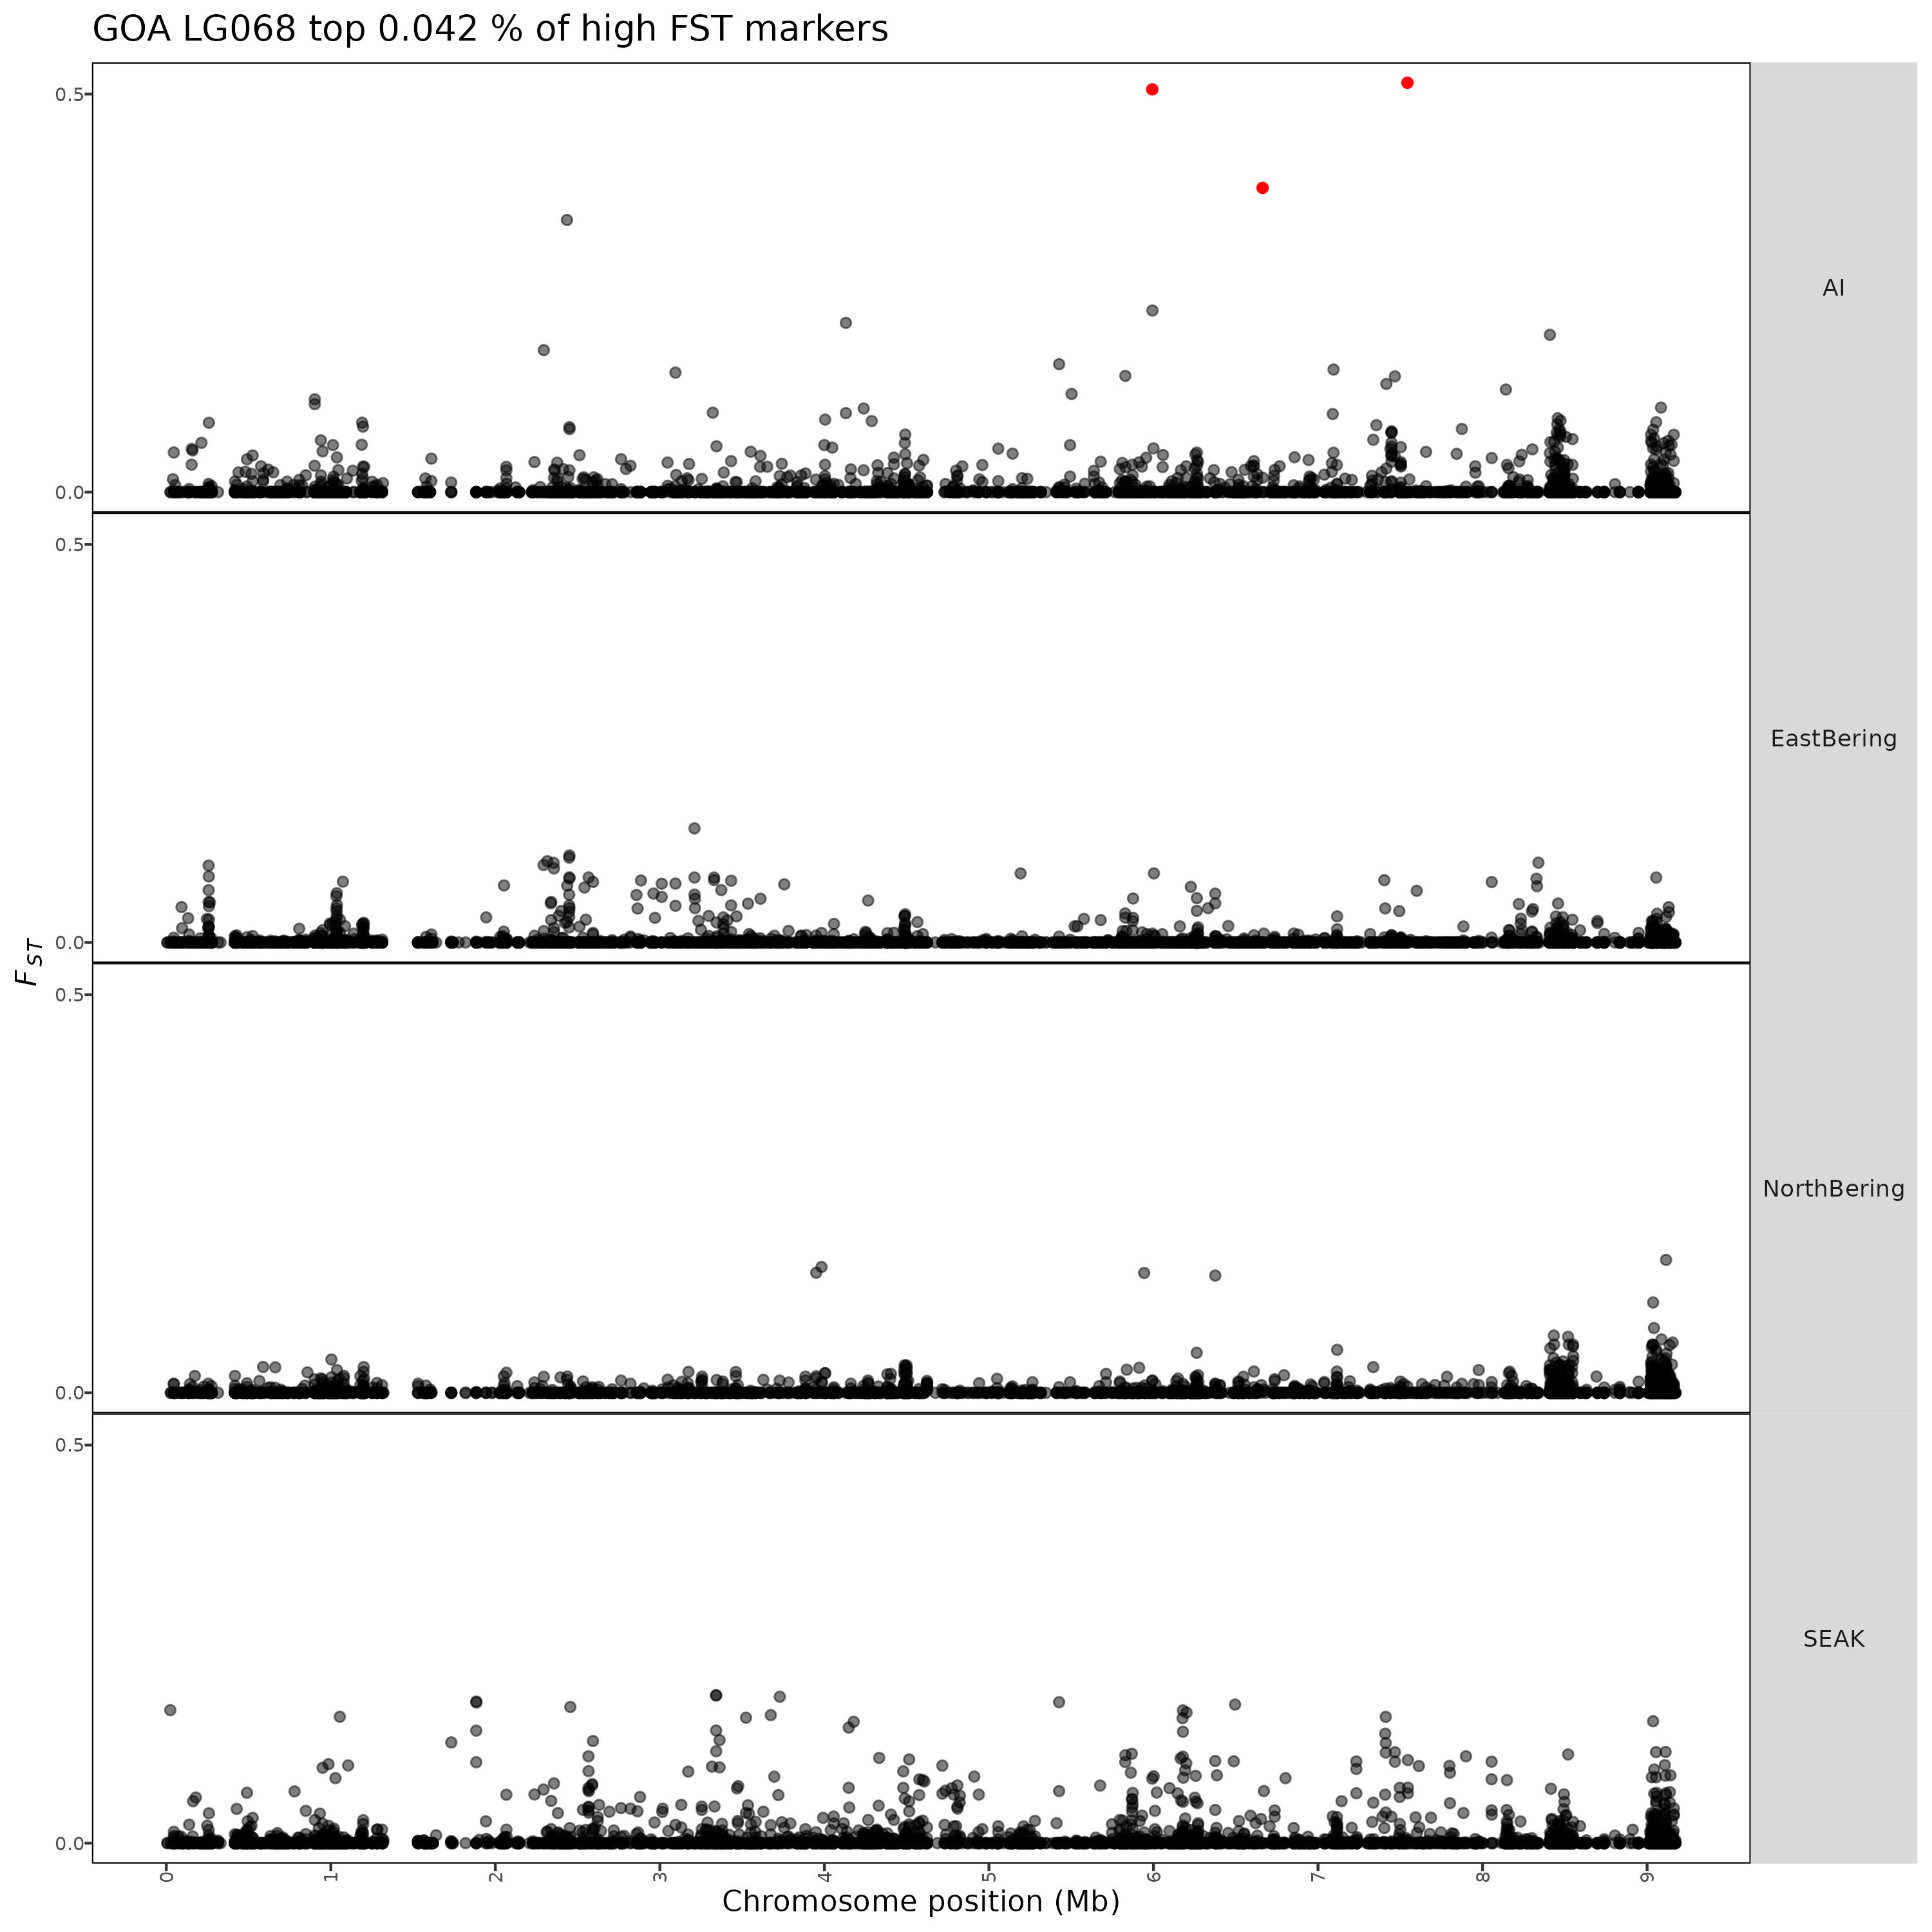 GOA LG068 top 0.042 % of high FST markers
0.5
0.0
AI
0.5
0.0
EastBering
0.5
0.0
NorthBering
0.5
0.0
SEAK
FST
0 1 2 3 4 5 6 7 8 9
Chromosome position (Mb)